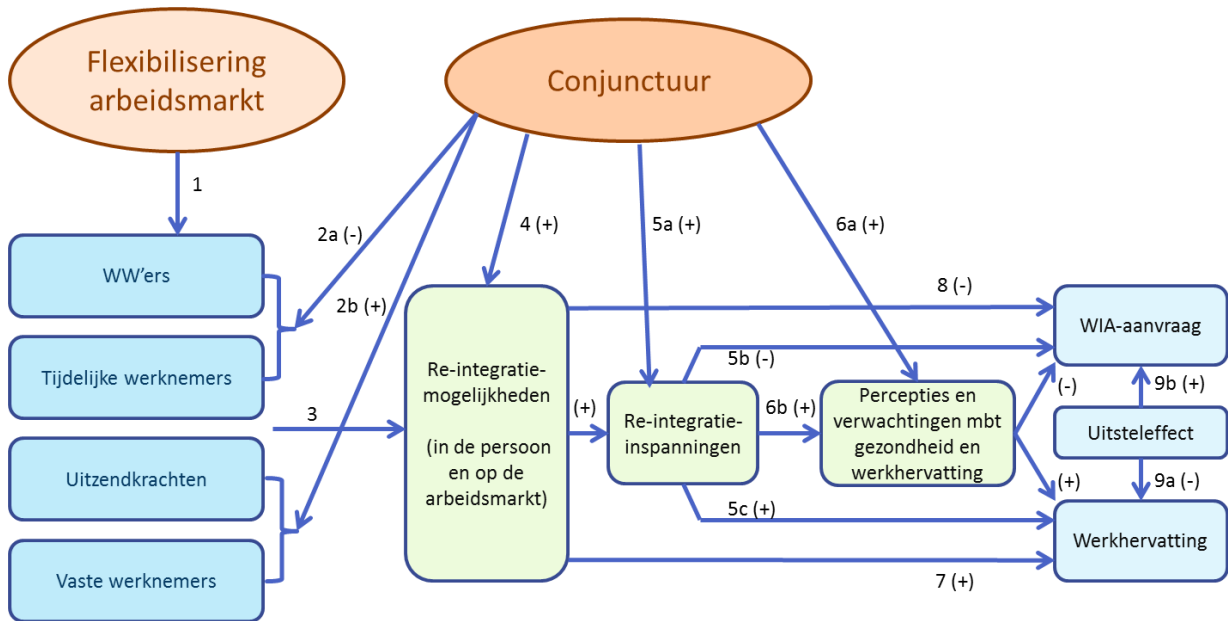 Flexibilisering
arbeidsmarkt
Conjunctuur
1
2a (-)
2b (+)
4 (+)
5a (+)
6a (+)
WW'ers
Tijdelijke werknemers
Uitzendkrachten
Vaste werknemers
3
Re-integratie-
mogelijkheden
(in de persoon
en op de
arbeidsmarkt)
(+)
Re-integratie-
inspanningen
6b (+)
Percepties en
verwachtingen mbt
gezondheid en
werkhervatting
8 (-)
5b (-)
5c (+)
7 (+)
(-)
(+)
WIA-aanvraag
9b (+)
Uitsteleffect
9a (-)
Werkhervatting